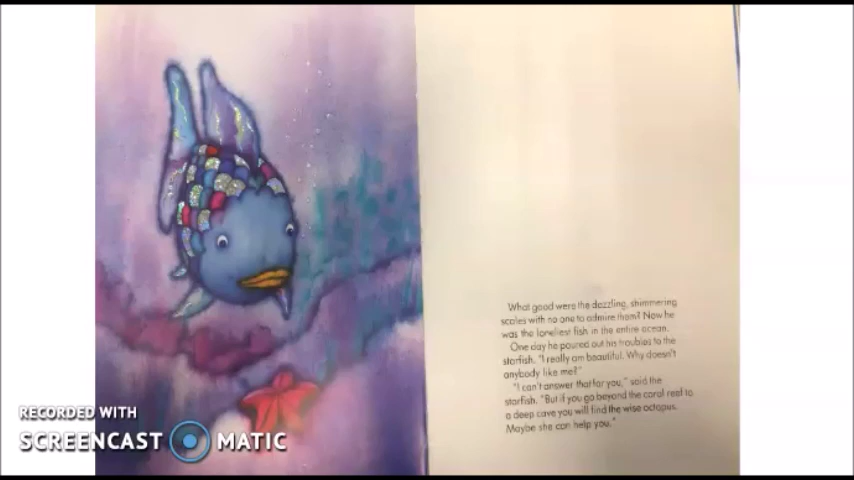 What good were the dazzling, shimmering
scales with no one to admire them? Now he
was the loneliest fish in the entire ocean.
One day he poured out his troubles to the
starfish. "I really am beautiful. Why doesn't
anybody like me?"
"I can't answer that for you," said the
starfish. "But if you go beyond the coral reef to
a deep cave you will find the wise octopus.
Maybe she can help you."
RECORDED WITH
SCREENCAST MATIC